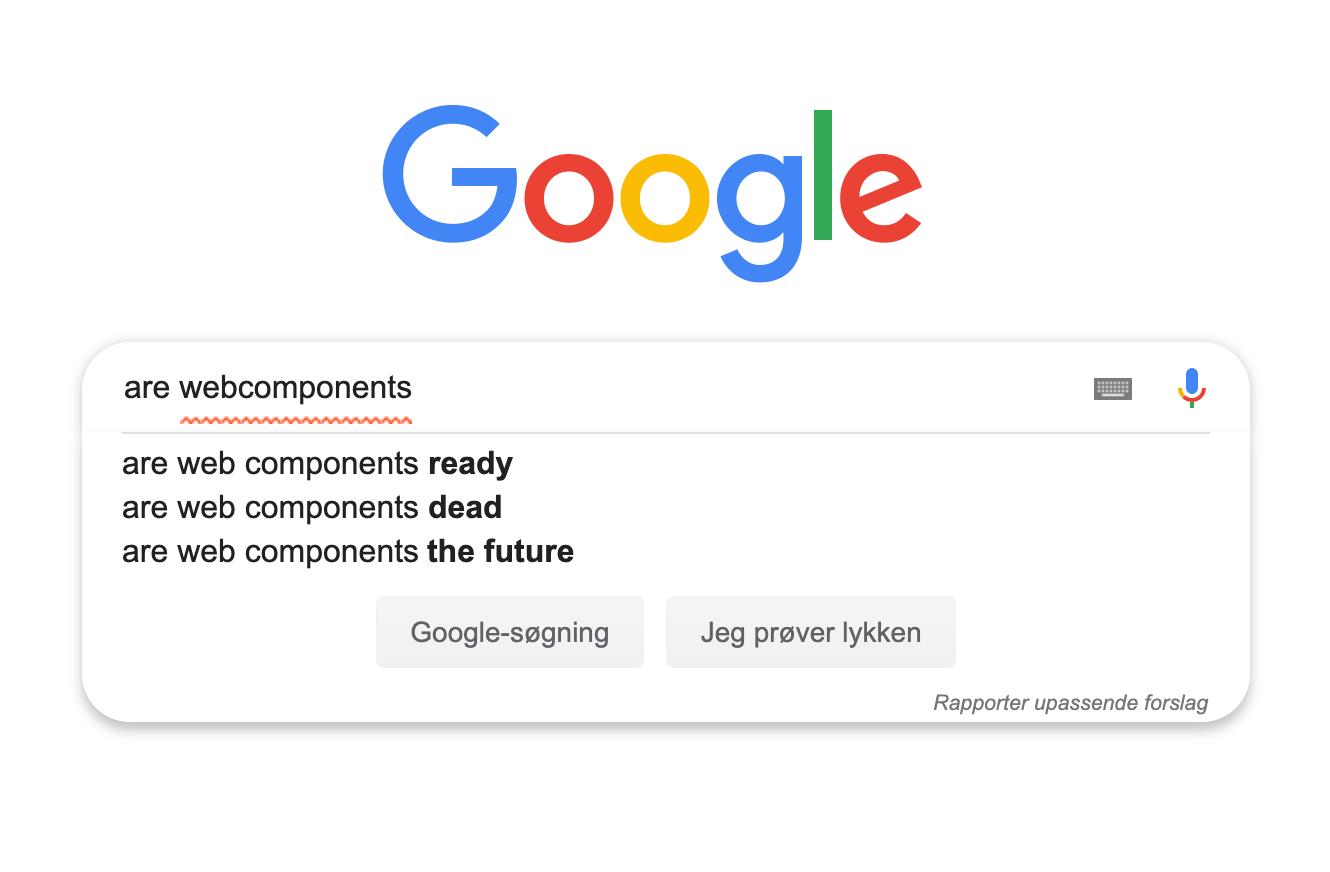 Google
are webcomponents
are web components ready
are web components dead
are web components the future
Google-søgning Jeg prøver lykken
Rapporter upassende forslag